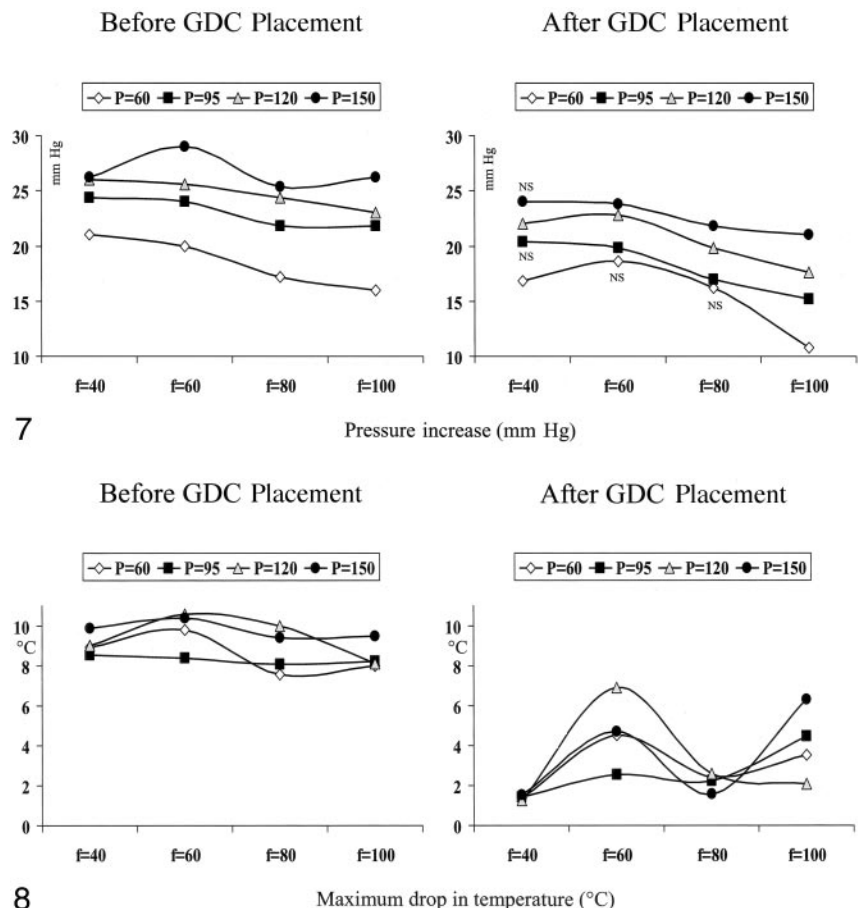 Before GDC Placement
After GDC Placement
P=60 P=95 P=120 P=150
P=60 P=95 P=120 P=150
30
25
20
15
10
mm Hg
f=40 f=60 f=80 f=100
30
25
20
15
10
mm Hg
NS
NS
NS
NS
f=40 f=60 f=80 f=100
7
Pressure increase (mm Hg)
Before GDC Placement
After GDC Placement
P=60 P=95 P=120 P=150
P=60 P=95 P=120 P=150
10
°C
8
6
4
2
0
f=40 f=60 f=80 f=100
10
°C
8
6
4
2
0
f=40 f=60 f=80 f=100
8
Maximum drop in temperature (°C)